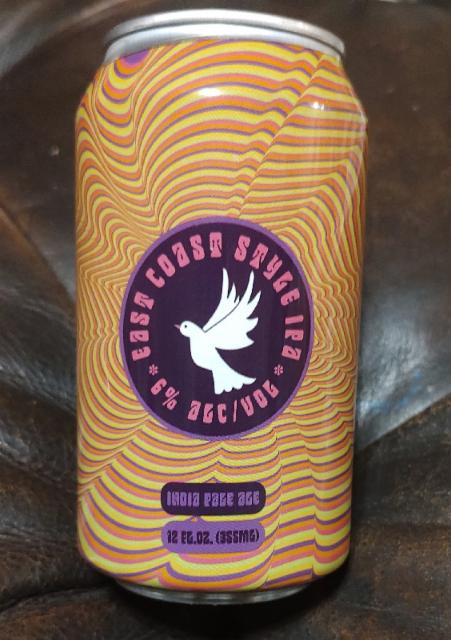 EAST COAST STYLE IPA
* 6% ALC/VOL *
INDIA PALE ALE
12 FL.OZ. (355ML)